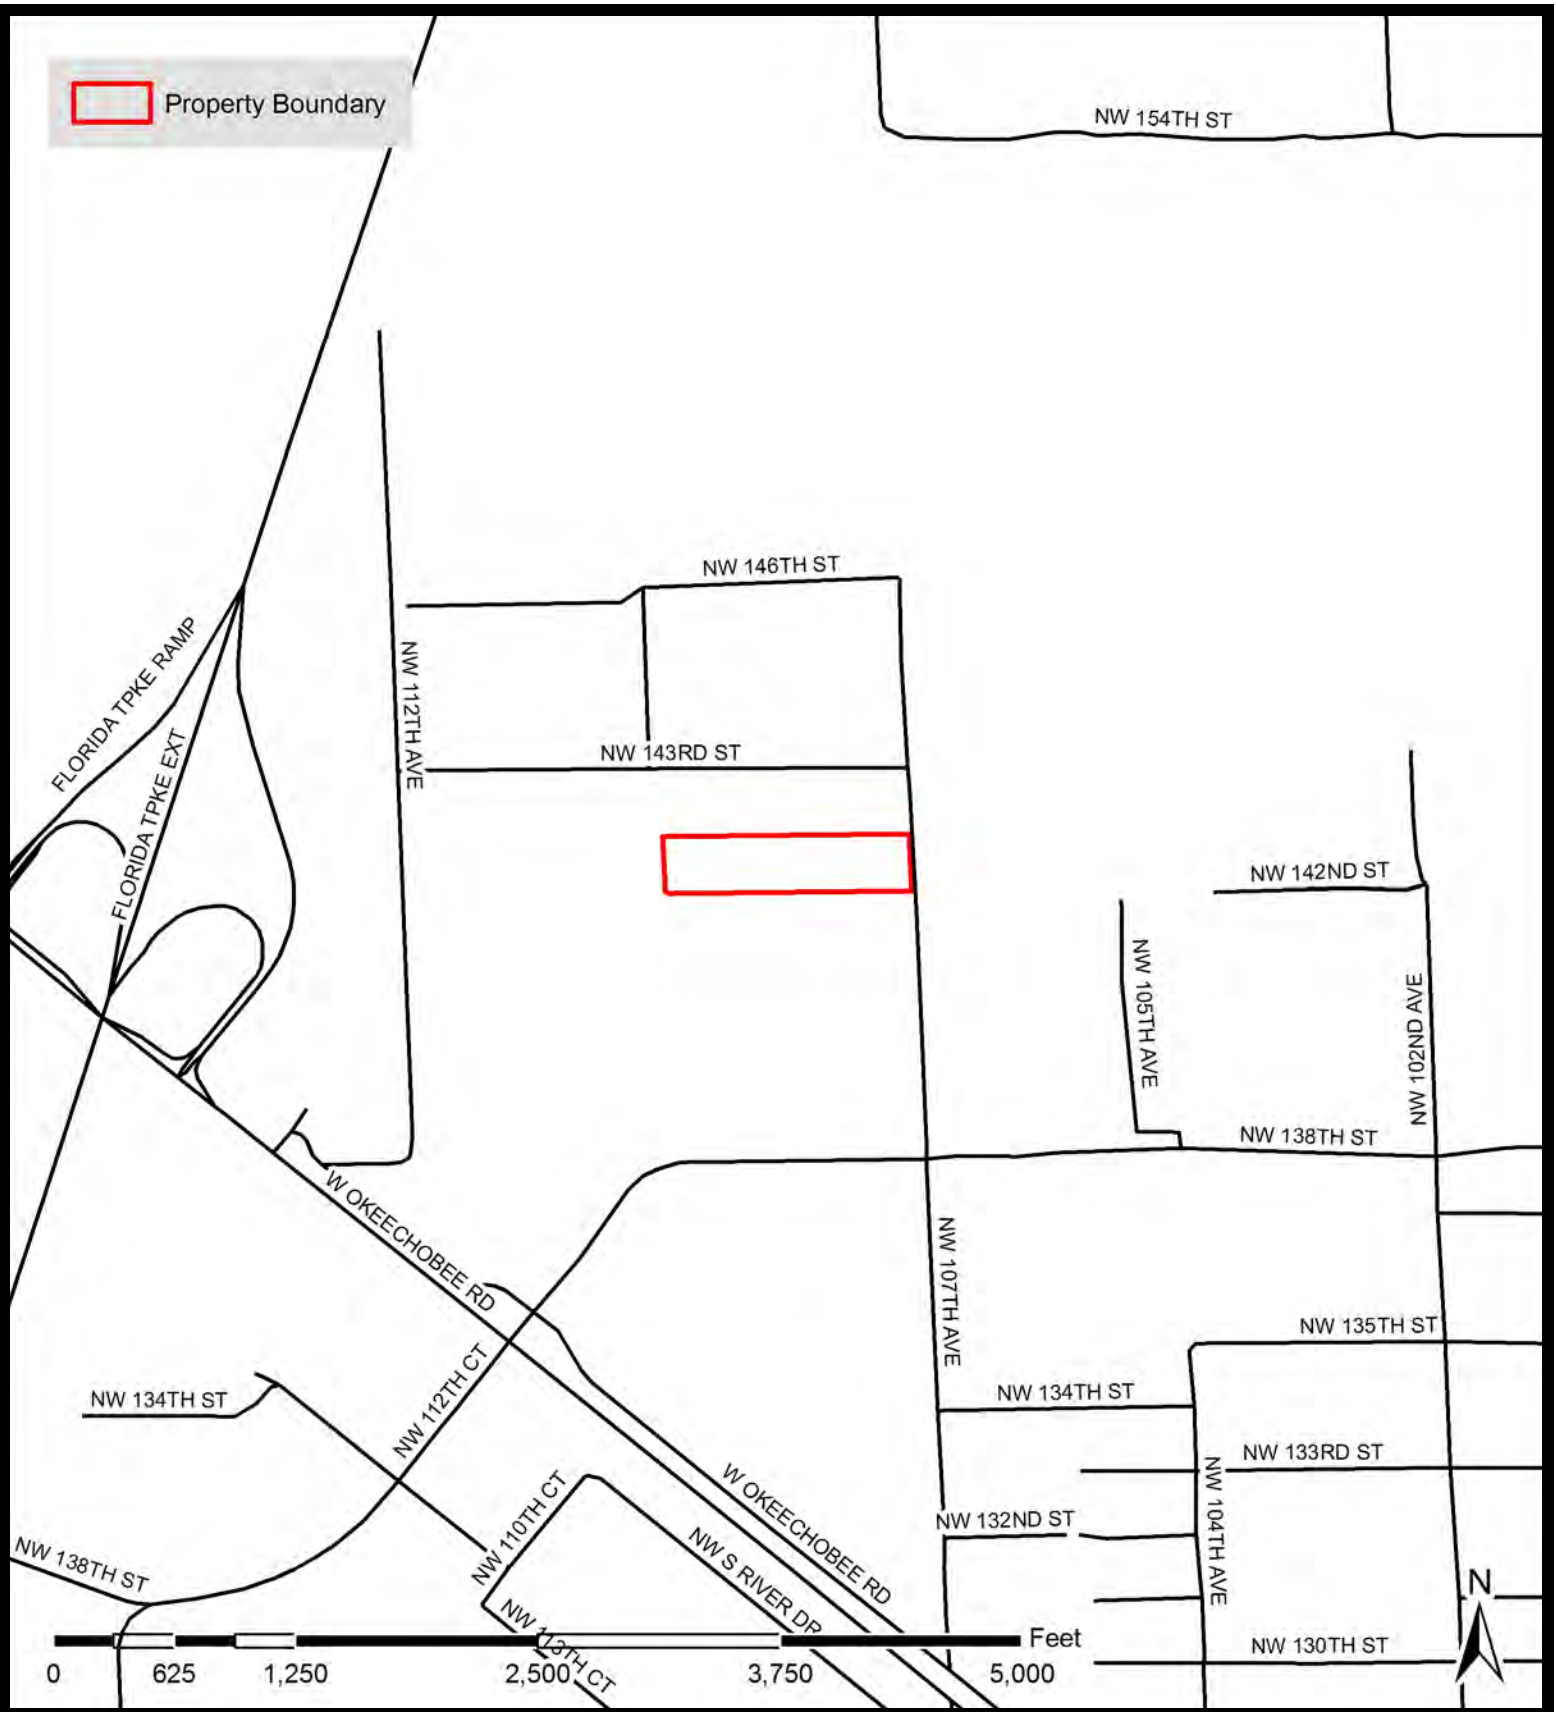 Property Boundary
NW 154TH ST
NW 146TH ST
FLORIDA TPKE RAMP
NW 112TH AVE
FLORIDA TPKE EXT
NW 143RD ST
NW 142ND ST
NW 105TH AVE
NW 102ND AVE
NW 138TH ST
W OKEECHOBEE RD
NW 107TH AVE
NW 135TH ST
NW 112TH CT
NW 134TH ST
NW 134TH ST
NW 133RD ST
W OKEECHOBEE RD
NW 110TH CT
NW 104TH AVE
NW 132ND ST
NW S RIVER DR
NW 138TH ST
N
NW 113TH CT
NW 130TH ST
Feet
0 625 1,250 2,500 3,750 5,000